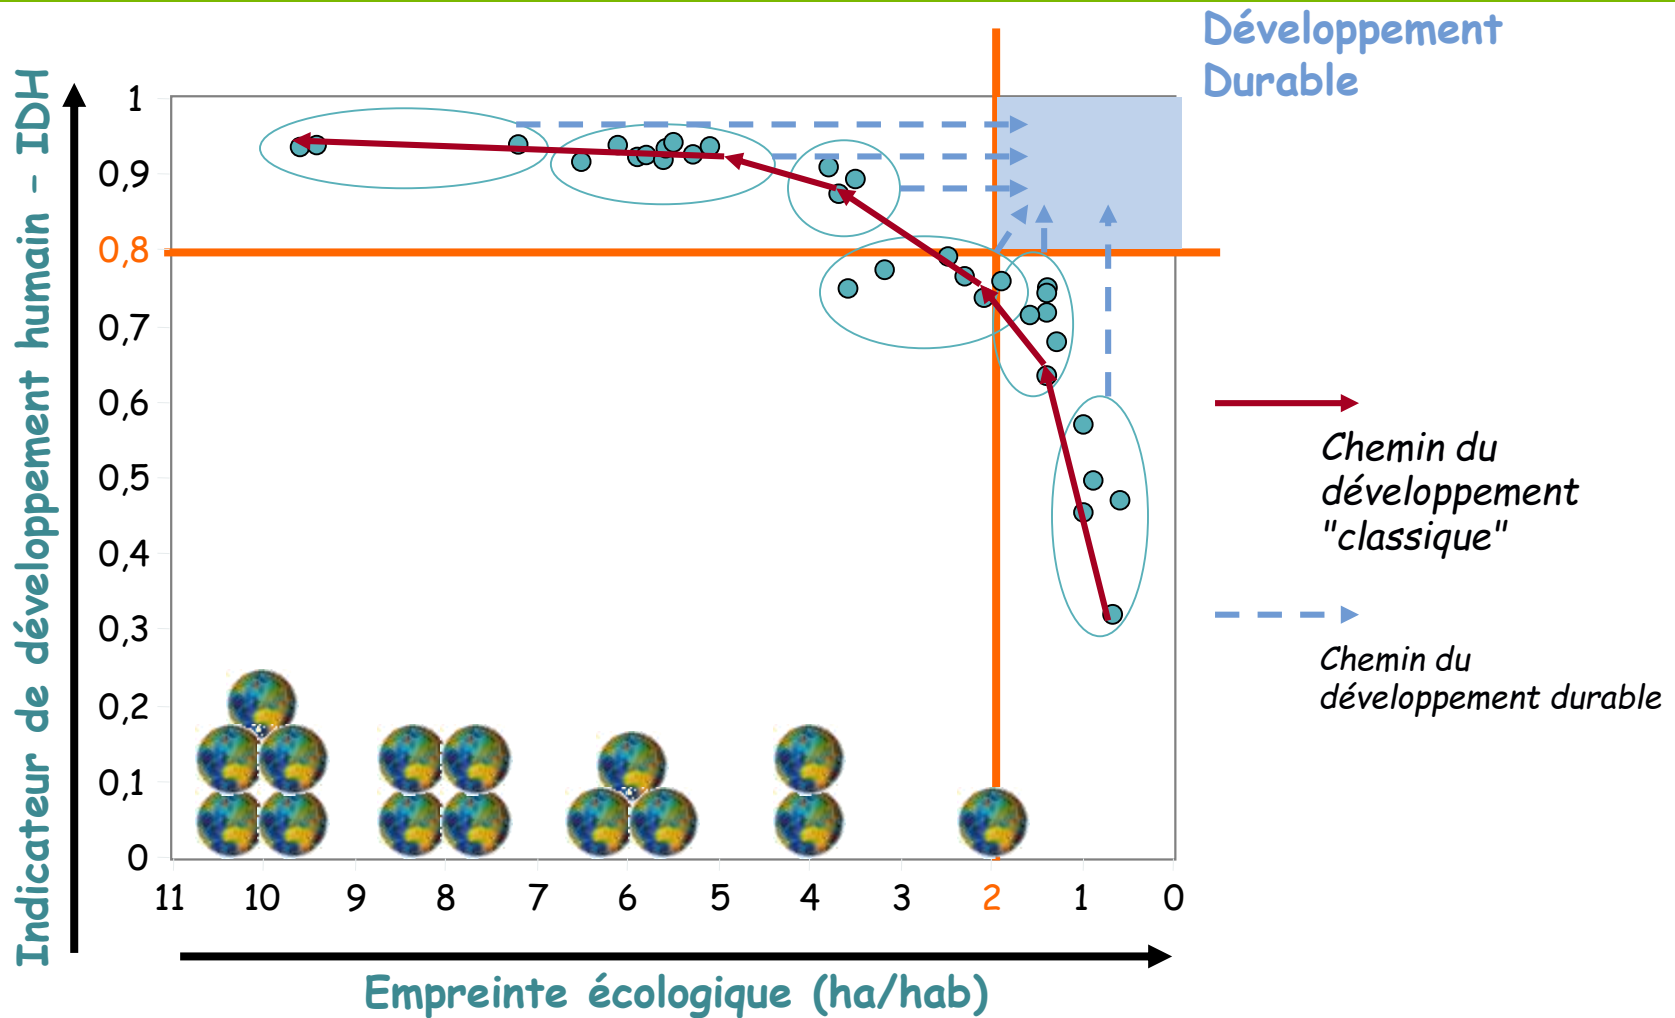 Développement
Durable
Indicateur de développement humain - IDH
1
0,9
0,8
0,7
0,6
0,5
0,4
0,3
0,2
0,1
0
11 10 9 8 7 6 5 4 3 2 1 0
Empreinte écologique (ha/hab)
Chemin du
développement
"classique"
Chemin du
développement durable